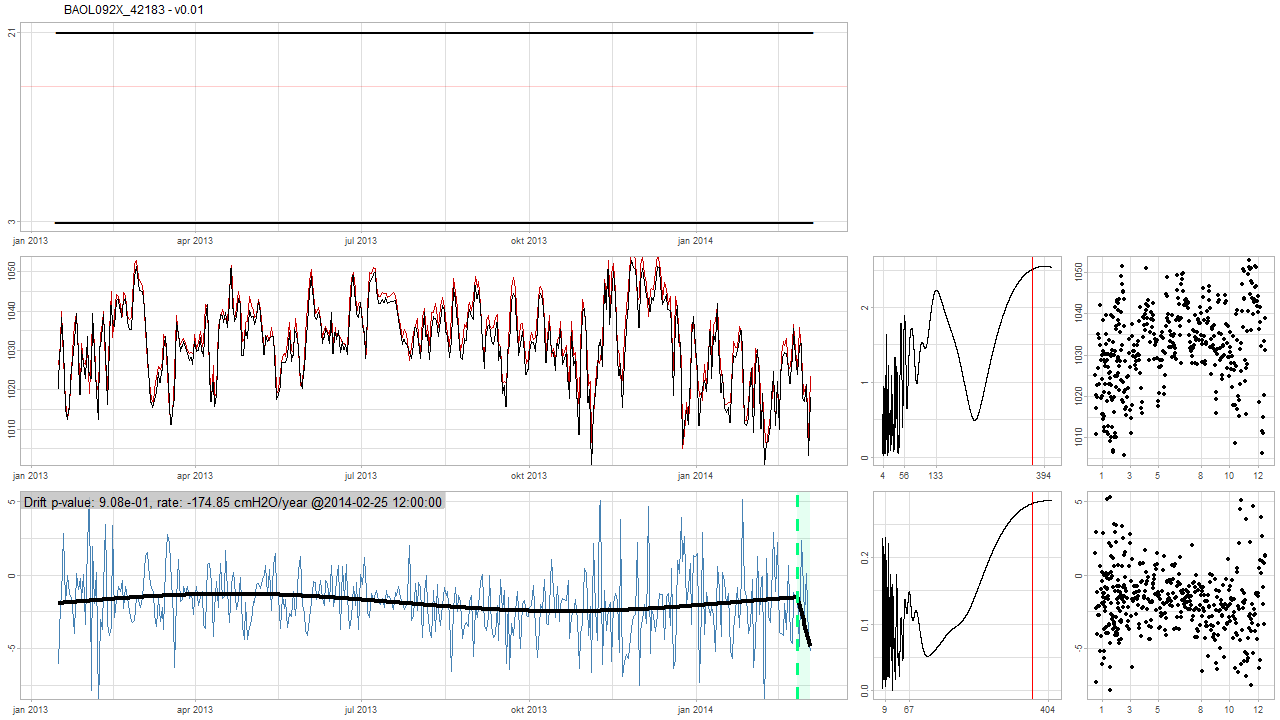 BAOL092X_42183 - v0.01
21
3
jan 2013 apr 2013 jul 2013 okt 2013 jan 2014
1050
1040
1030
1020
1010
jan 2013 apr 2013 jul 2013 okt 2013 jan 2014
2
1
0
4 56 133 394
1050
1040
1030
1020
1010
1 3 5 8 10 12
Drift p-value: 9.08e-01, rate: -174.85 cmH2O/year @2014-02-25 12:00:00
5
0
-5
jan 2013 apr 2013 jul 2013 okt 2013 jan 2014
0.2
0.1
0.0
9 67 404
5
0
-5
1 3 5 8 10 12